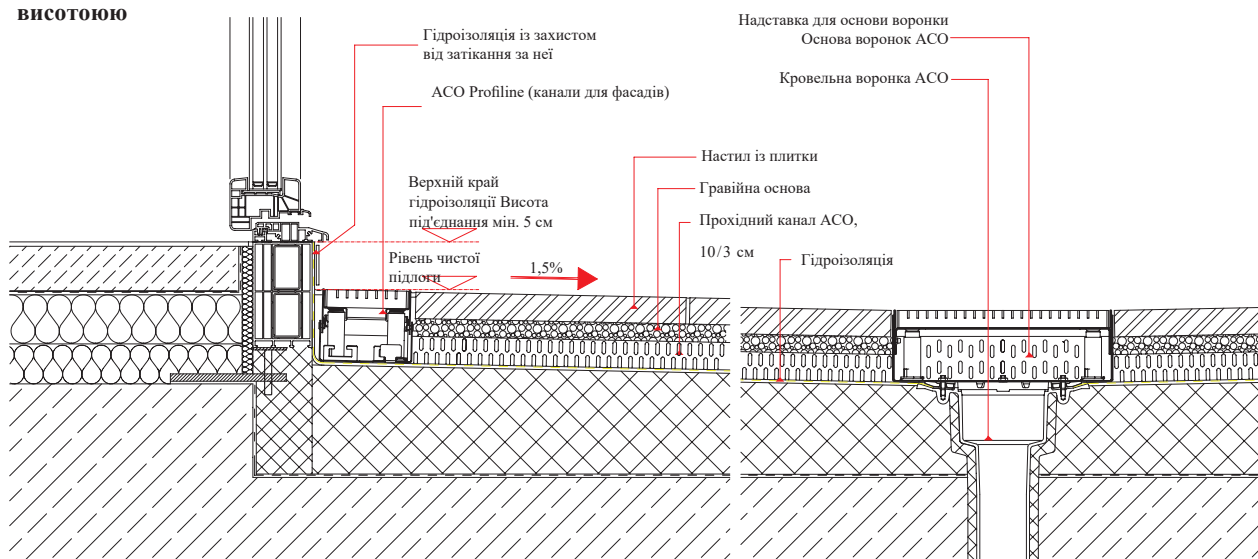 висотоюю
Гідроізоляція із захистом
від затікання за неї
ACO Profiline (канали для фасадів)
Верхній край
гідроізоляції Висота
під'єднання мін. 5 см
Рівень чистої
підлоги
1,5%
Надставка для основи воронки
Основа воронок ACO
Кровельна воронка ACO
Настил із плитки
Гравійна основа
Прохідний канал ACO,
10/3 см
Гідроізоляція